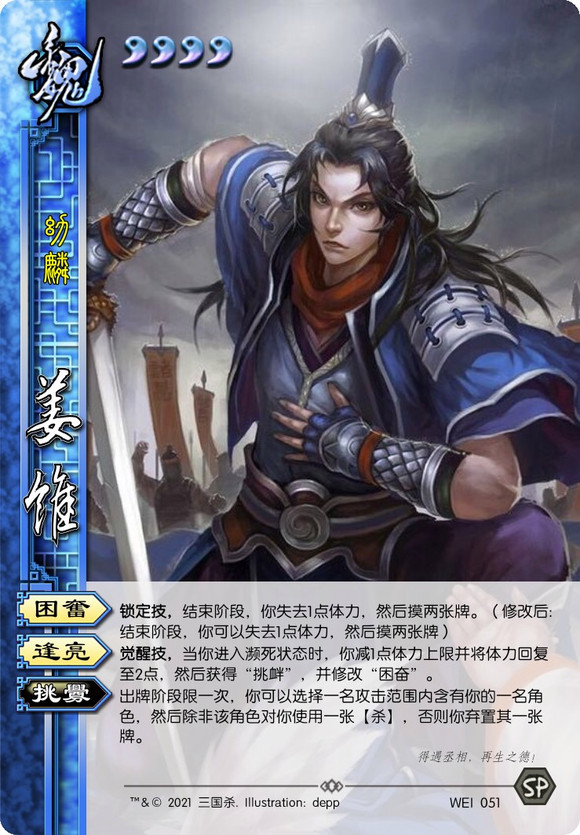 魏
幼麟
姜维
困奋
锁定技，结束阶段，你失去1点体力，然后摸两张牌。（修改后:
结束阶段，你可以失去1点体力，然后摸两张牌）
逢亮
觉醒技，当你进入濒死状态时，你减1点体力上限并将体力回复
至2点，然后获得“挑衅”，并修改“困奋”。
挑衅
出牌阶段限一次，你可以选择一名攻击范围内含有你的一名角
色，然后除非该角色对你使用一张【杀】，否则你弃置其一张
牌。
得遇丞相，再生之德！
™&© 2021 三国杀. Illustration: depp
WEI 051
SP